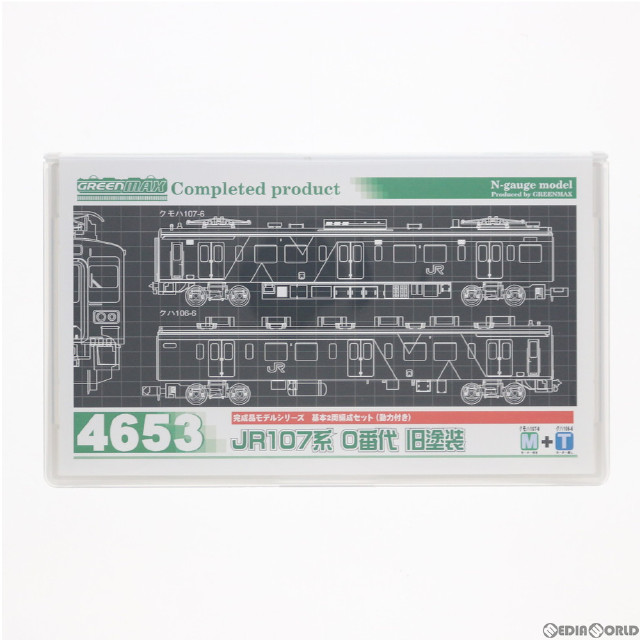 GREENMAX Completed product
N-gauge model
Produced by GREENMAX
クモハ107-6
A
JR
クハ106-6
JR
完成品モデルシリーズ 基本2両編成セット(動力付き)
4653
JR107系 0番代 旧塗装
M+T
MEDIAWORLD